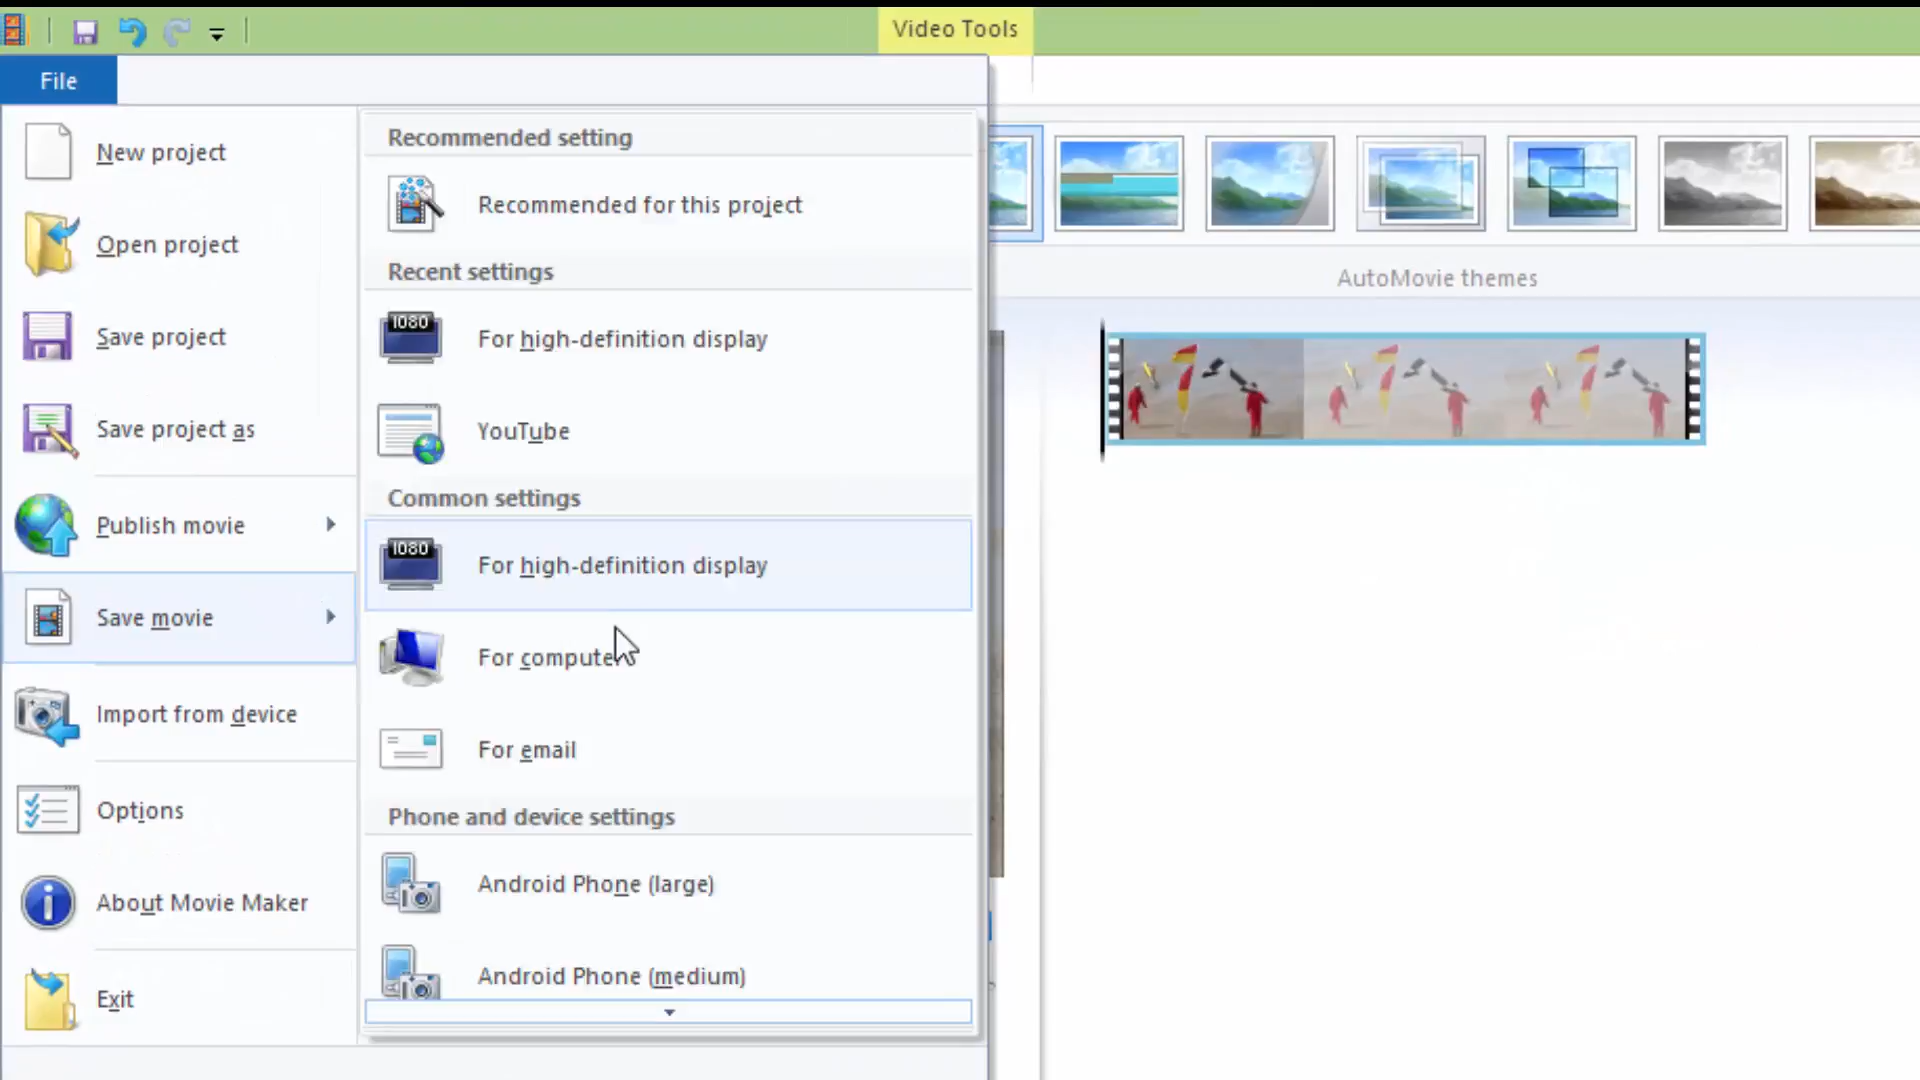 Video Tools
File
New project
Open project
Save project
Save project as
Publish movie
Save movie
Import from device
Options
About Movie Maker
Exit
Recommended setting
Recommended for this project
Recent settings
1080
For high-definition display
YouTube
Common settings
1080
For high-definition display
For compute
For email
Phone and device settings
Android Phone (large)
Android Phone (medium)
AutoMovie themes